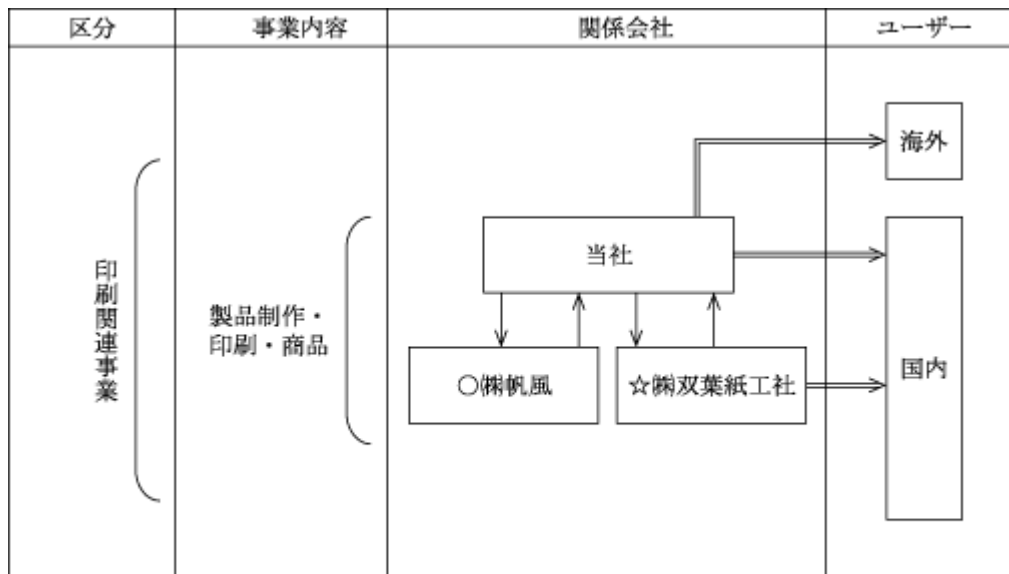 区分
事業内容
関係会社
ユーザー
印刷関連事業
製品制作・
印刷・商品
当社
○㈱帆風
☆㈱双葉紙工社
海外
国内